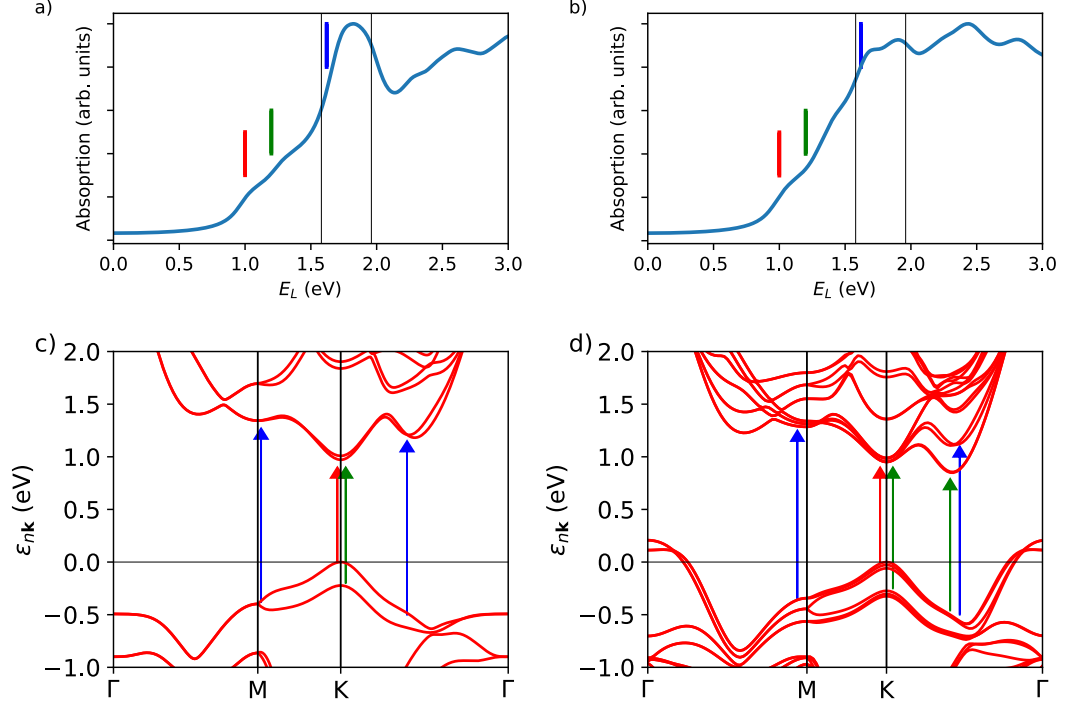 a)
Absoprtion (arb. units)
0.0 0.5 1.0 1.5 2.0 2.5 3.0
E_L (eV)
b)
Absoprtion (arb. units)
0.0 0.5 1.0 1.5 2.0 2.5 3.0
E_L (eV)
c)
ε_nk (eV)
2.0
1.5
1.0
0.5
0.0
−0.5
−1.0
Γ M K Γ
d)
ε_nk (eV)
2.0
1.5
1.0
0.5
0.0
−0.5
−1.0
Γ M K Γ